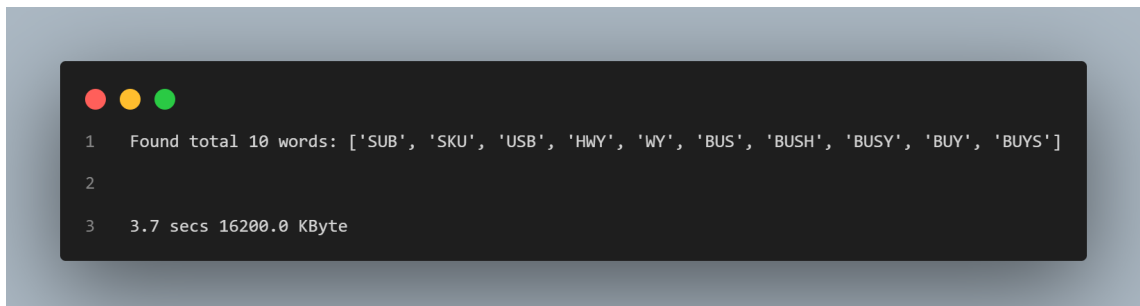 1 Found total 10 words: ['SUB', 'SKU', 'USB', 'HWY', 'WY', 'BUS', 'BUSH', 'BUSY', 'BUY', 'BUYS']
2
3 3.7 secs 16200.0 KByte